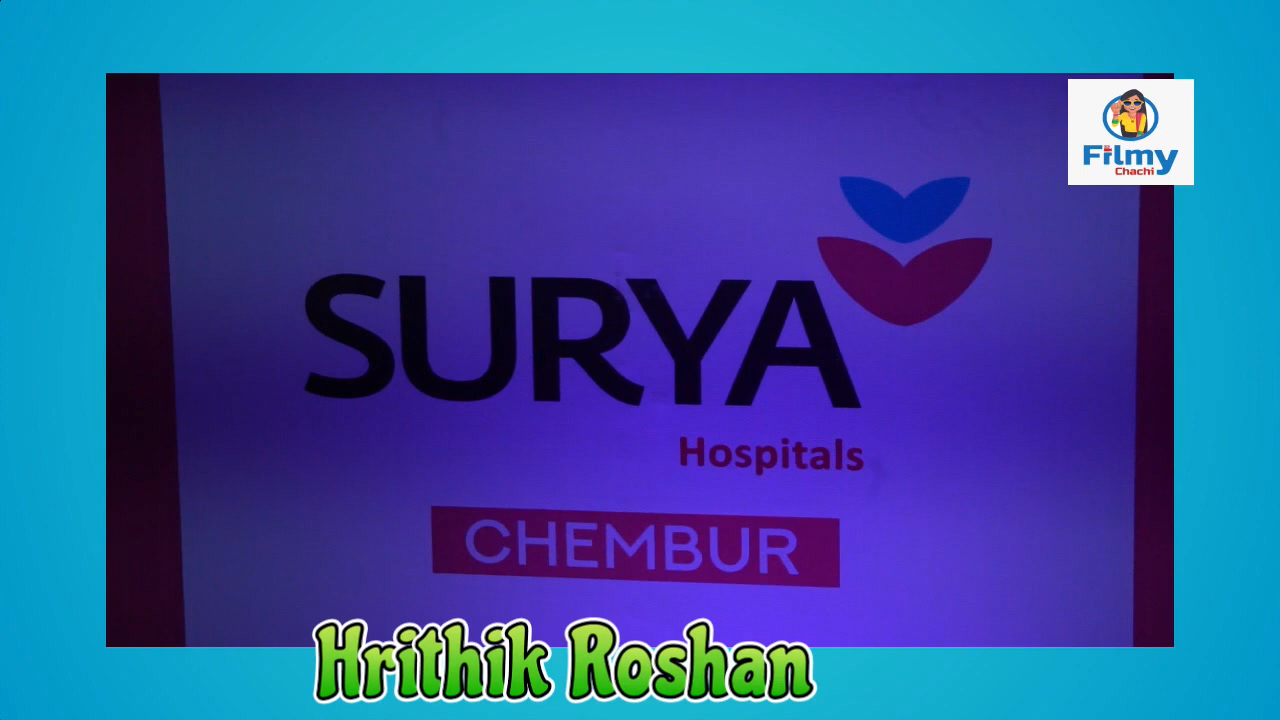 Filmy
Chachi
SURYA
Hospitals
CHEMBUR
Hrithik Roshan